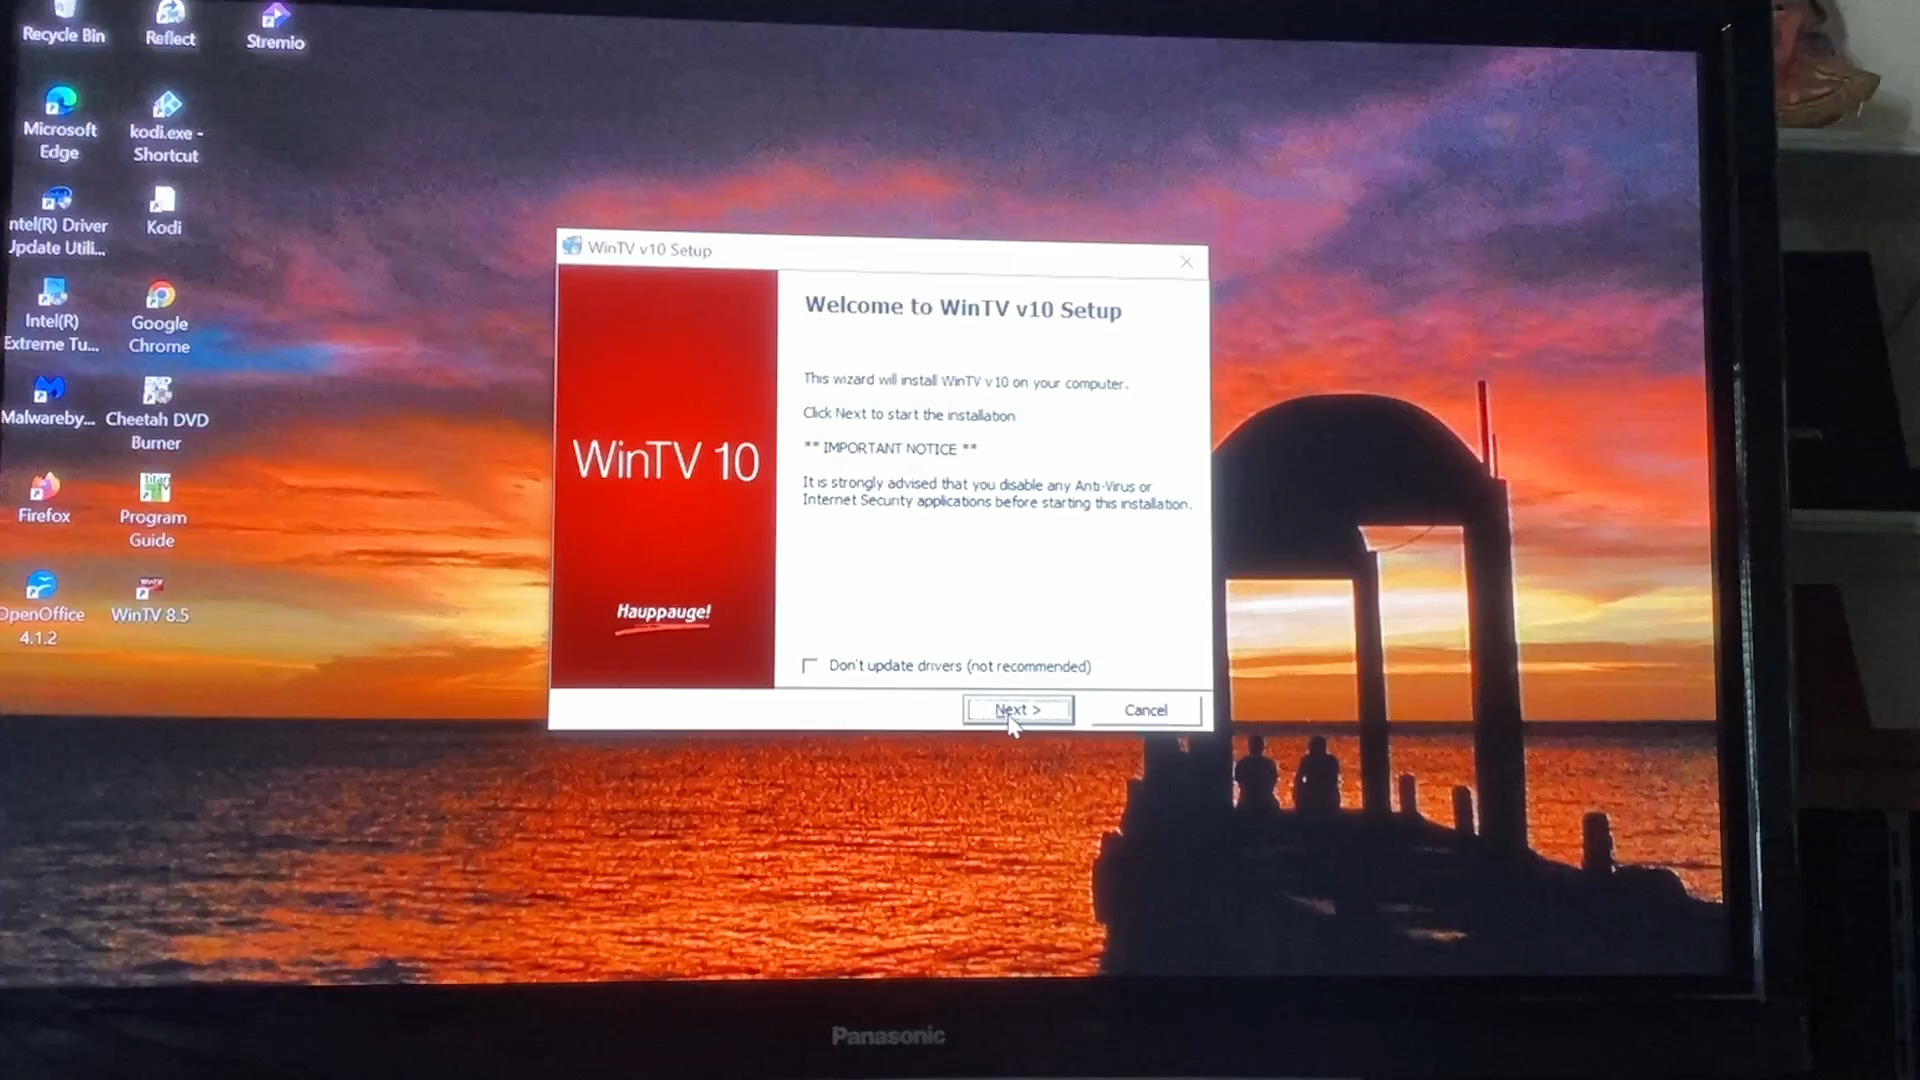 Recycle Bin
Reflect
Stremio
Microsoft
Edge
kodi.exe -
Shortcut
ntel(R) Driver
Update Utili...
Kodi
Intel(R)
Extreme Tu...
Google
Chrome
Malwareby...
Cheetah DVD
Burner
Firefox
Program
Guide
OpenOffice
4.1.2
WinTV 8.5
WinTV v10 Setup
WinTV 10
Hauppauge!
Welcome to WinTV v10 Setup
This wizard will install WinTV v10 on your computer.
Click Next to start the installation
** IMPORTANT NOTICE **
It is strongly advised that you disable any Anti-Virus or
Internet Security applications before starting this installation.
Don't update drivers (not recommended)
Next >
Cancel
Panasonic